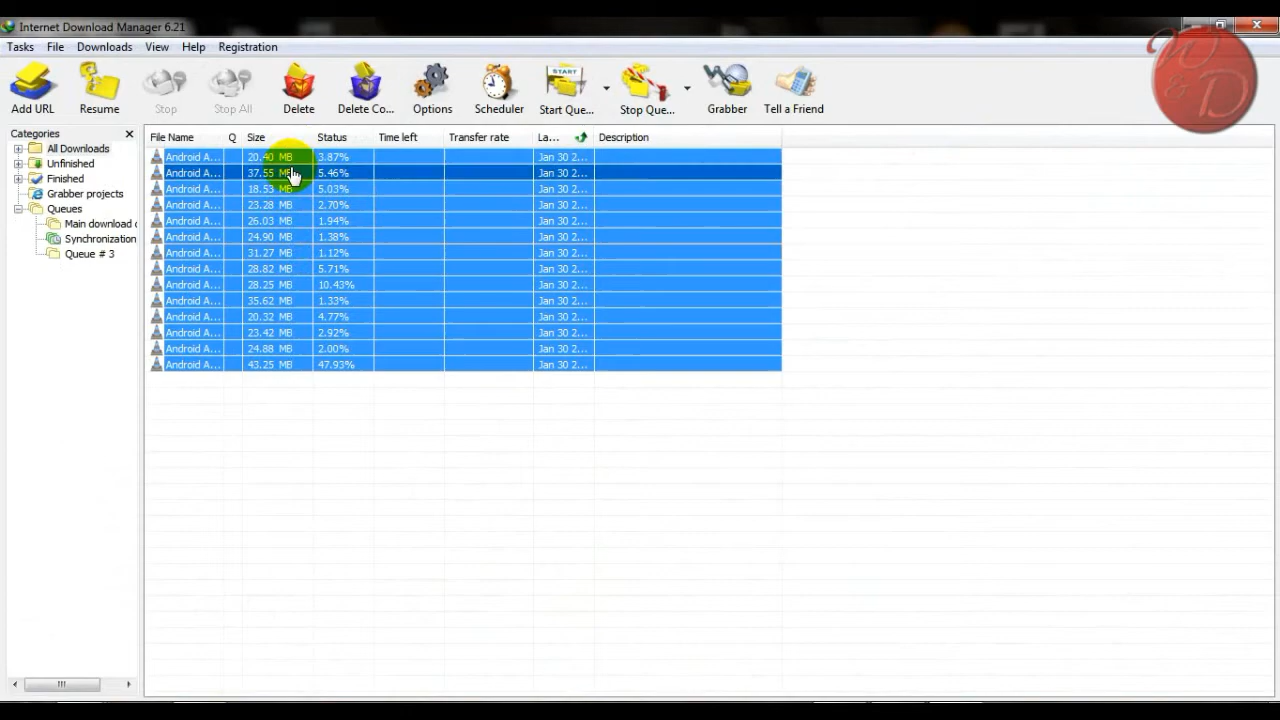 Internet Download Manager 6.21
Tasks File Downloads View Help Registration
Add URL Resume Stop Stop All Delete Delete Co... Options Scheduler Start Que... Stop Que... Grabber Tell a Friend
START
W & D
Categories
All Downloads
Unfinished
Finished
Grabber projects
Queues
Main download
Synchronization
Queue # 3
File Name Q Size Status Time left Transfer rate La... Description
Android A... 20.40 MB 3.87% Jan 30 2...
Android A... 37.55 MB 5.46% Jan 30 2...
Android A... 18.53 MB 5.03% Jan 30 2...
Android A... 23.28 MB 2.70% Jan 30 2...
Android A... 26.03 MB 1.94% Jan 30 2...
Android A... 24.90 MB 1.38% Jan 30 2...
Android A... 31.27 MB 1.12% Jan 30 2...
Android A... 28.82 MB 5.71% Jan 30 2...
Android A... 28.25 MB 10.43% Jan 30 2...
Android A... 35.62 MB 1.33% Jan 30 2...
Android A... 20.32 MB 4.77% Jan 30 2...
Android A... 23.42 MB 2.92% Jan 30 2...
Android A... 24.88 MB 2.00% Jan 30 2...
Android A... 43.25 MB 47.93% Jan 30 2...